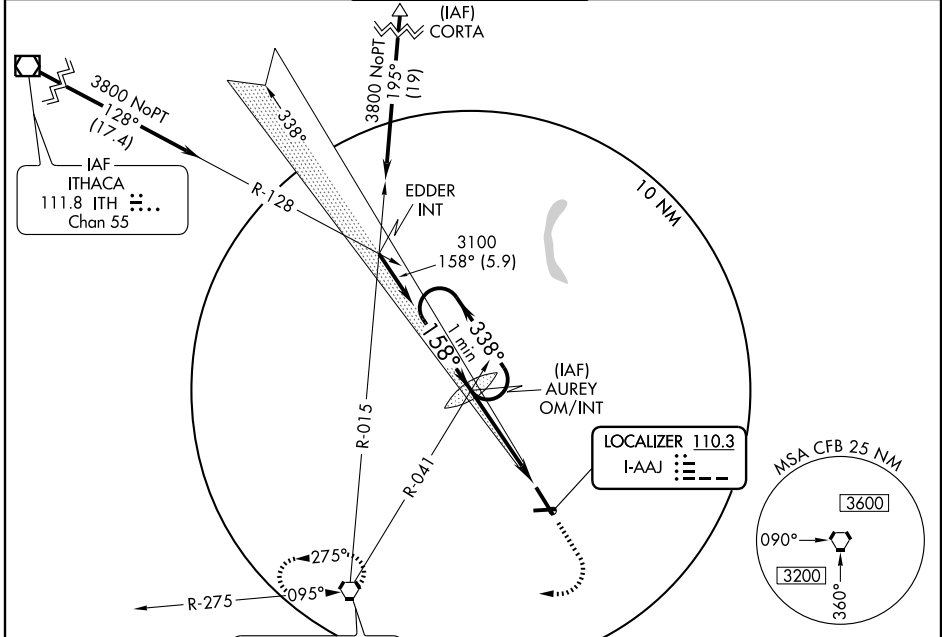 (IAF)
CORTA
3800 NoPT
195°
(19)
3800 NoPT
128°
(17.4)
IAF
ITHACA
111.8 ITH
Chan 55
338°
R-128
EDDER
INT
10 NM
3100
158° (5.9)
1 min
338°
158°
(IAF)
AUREY
OM/INT
R-015
R-041
LOCALIZER 110.3
I-AAJ
MSA CFB 25 NM
3600
090°
3200
360°
275°
095°
R-275